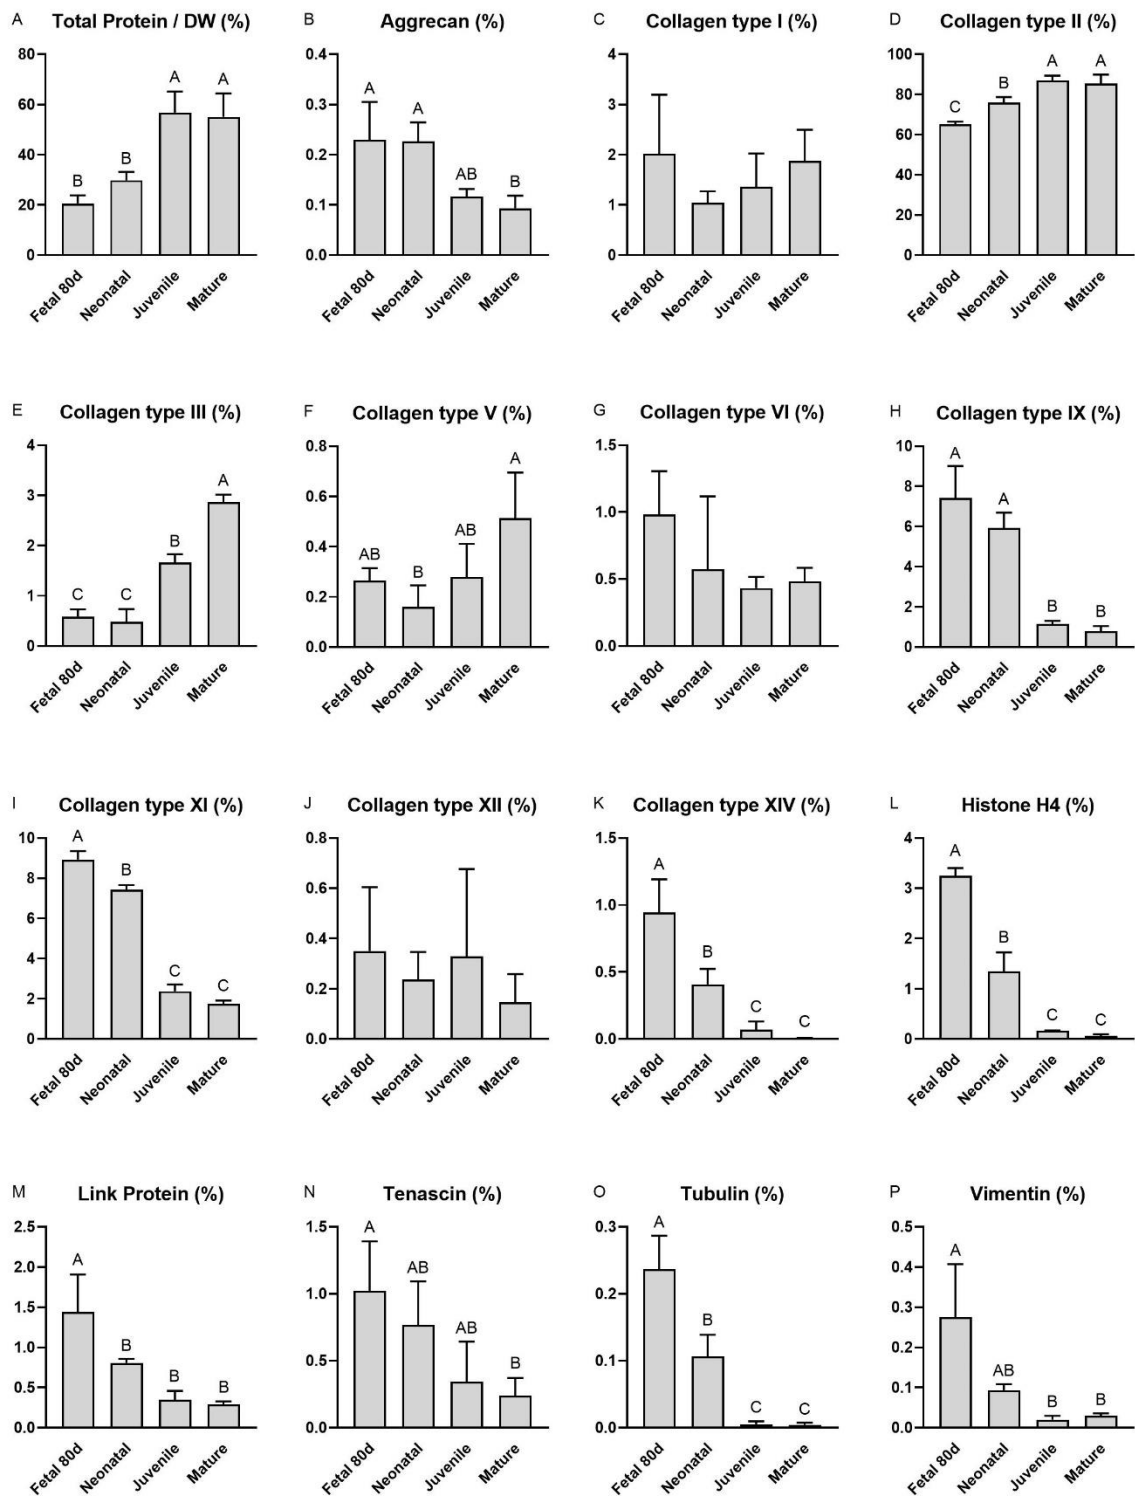 A Total Protein / DW (%)
80
60
40
20
0
B
B
A
A
Fetal 80d
Neonatal
Juvenile
Mature
B Aggrecan (%)
0.4
0.3
0.2
0.1
0.0
A
A
AB
B
Fetal 80d
Neonatal
Juvenile
Mature
C Collagen type I (%)
4
3
2
1
0
Fetal 80d
Neonatal
Juvenile
Mature
D Collagen type II (%)
100
80
60
40
20
0
C
B
A
A
Fetal 80d
Neonatal
Juvenile
Mature
E Collagen type III (%)
4
3
2
1
0
C
C
B
A
Fetal 80d
Neonatal
Juvenile
Mature
F Collagen type V (%)
0.8
0.6
0.4
0.2
0.0
AB
B
AB
A
Fetal 80d
Neonatal
Juvenile
Mature
G Collagen type VI (%)
1.5
1.0
0.5
0.0
Fetal 80d
Neonatal
Juvenile
Mature
H Collagen type IX (%)
10
8
6
4
2
0
A
A
B
B
Fetal 80d
Neonatal
Juvenile
Mature
I Collagen type XI (%)
10
8
6
4
2
0
A
B
C
C
Fetal 80d
Neonatal
Juvenile
Mature
J Collagen type XII (%)
0.8
0.6
0.4
0.2
0.0
Fetal 80d
Neonatal
Juvenile
Mature
K Collagen type XIV (%)
1.5
1.0
0.5
0.0
A
B
C
C
Fetal 80d
Neonatal
Juvenile
Mature
L Histone H4 (%)
4
3
2
1
0
A
B
C
C
Fetal 80d
Neonatal
Juvenile
Mature
M Link Protein (%)
2.5
2.0
1.5
1.0
0.5
0.0
A
B
B
B
Fetal 80d
Neonatal
Juvenile
Mature
N Tenascin (%)
1.5
1.0
0.5
0.0
A
AB
AB
B
Fetal 80d
Neonatal
Juvenile
Mature
O Tubulin (%)
0.3
0.2
0.1
0.0
A
B
C
C
Fetal 80d
Neonatal
Juvenile
Mature
P Vimentin (%)
0.5
0.4
0.3
0.2
0.1
0.0
A
AB
B
B
Fetal 80d
Neonatal
Juvenile
Mature